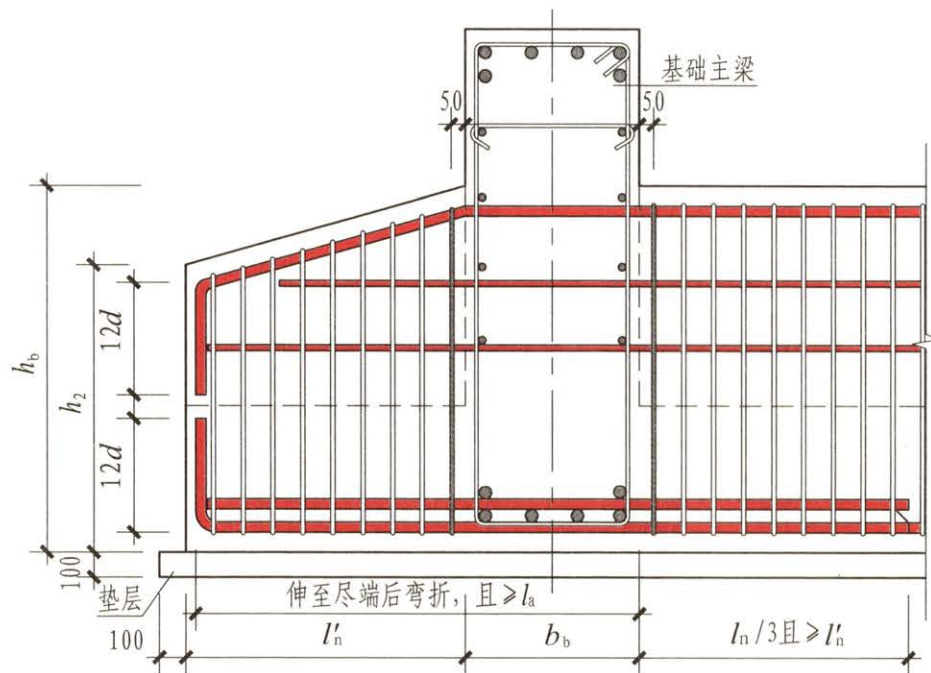 基础主梁
50
50
h_b
h_2
12d
12d
100
垫层
伸至尽端后弯折，且≥l_a
100
l'_n
b_b
l_n/3且≥l'_n